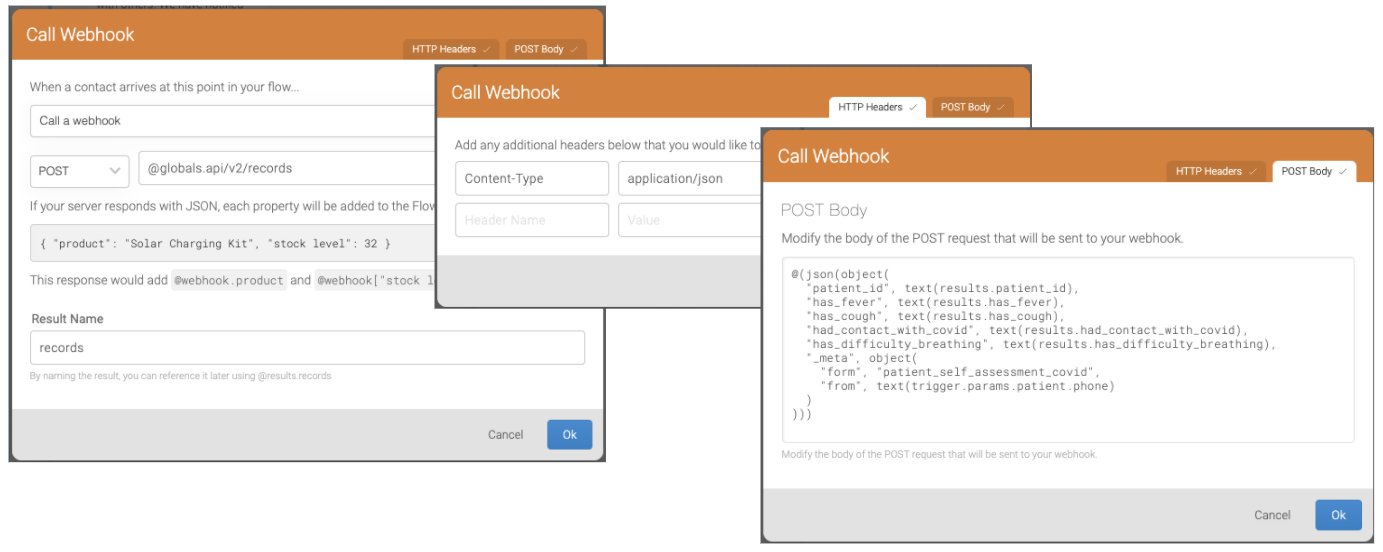 with others. We have notified
Call Webhook
HTTP Headers ✓ POST Body ✓
When a contact arrives at this point in your flow...
Call a webhook
POST @globals.api/v2/records
If your server responds with JSON, each property will be added to the Flow
{ "product": "Solar Charging Kit", "stock level": 32 }
This response would add @webhook.product and @webhook["stock
Result Name
records
By naming the result, you can reference it later using @results.records
Cancel Ok
Call Webhook
HTTP Headers ✓ POST Body ✓
Add any additional headers below that you would like to
Content-Type application/json
Header Name Value
Call Webhook
HTTP Headers ✓ POST Body ✓
POST Body
Modify the body of the POST request that will be sent to your webhook.
@(json(object(
"patient_id", text(results.patient_id),
"has_fever", text(results.has_fever),
"has_cough", text(results.has_cough),
"had_contact_with_covid", text(results.had_contact_with_covid),
"has_difficulty_breathing", text(results.has_difficulty_breathing),
"_meta", object(
"form", "patient_self_assessment_covid",
"from", text(trigger.params.patient.phone)
)
)))
Modify the body of the POST request that will be sent to your webhook.
Cancel Ok